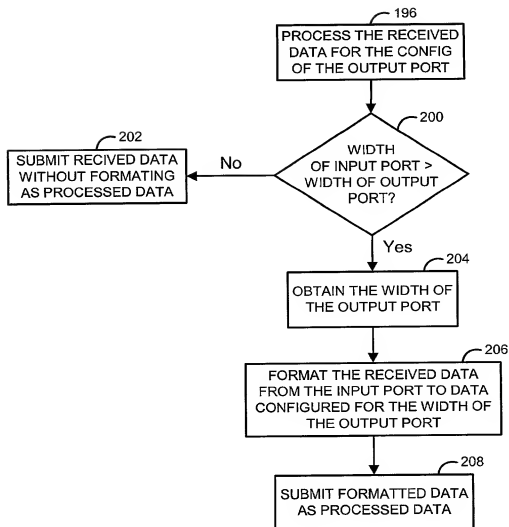 196
PROCESS THE RECEIVED
DATA FOR THE CONFIG
OF THE OUTPUT PORT
200
WIDTH
OF INPUT PORT >
WIDTH OF OUTPUT
PORT?
No
202
SUBMIT RECIVED DATA
WITHOUT FORMATING
AS PROCESSED DATA
Yes
204
OBTAIN THE WIDTH OF
THE OUTPUT PORT
206
FORMAT THE RECEIVED DATA
FROM THE INPUT PORT TO DATA
CONFIGURED FOR THE WIDTH OF
THE OUTPUT PORT
208
SUBMIT FORMATTED DATA
AS PROCESSED DATA